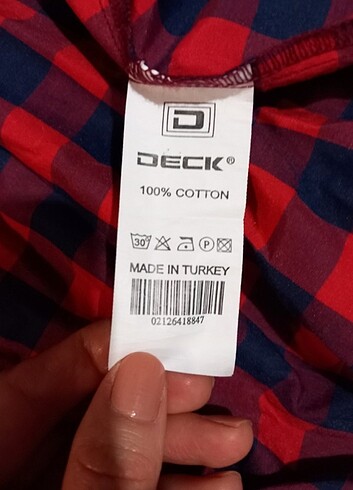 D
DECK®
100% COTTON
30° P
MADE IN TURKEY
02126418847